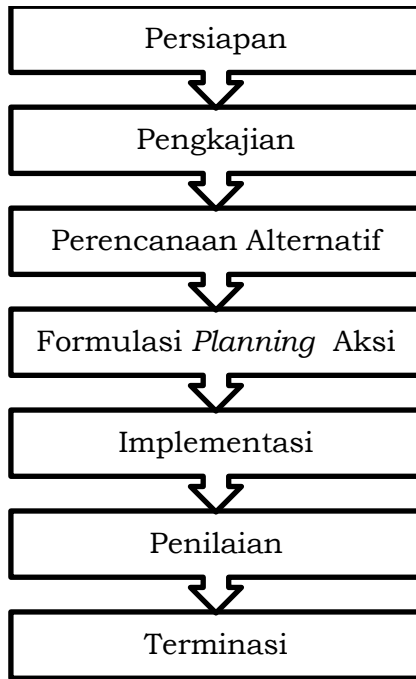 Persiapan
Pengkajian
Perencanaan Alternatif
Formulasi Planning Aksi
Implementasi
Penilaian
Terminasi